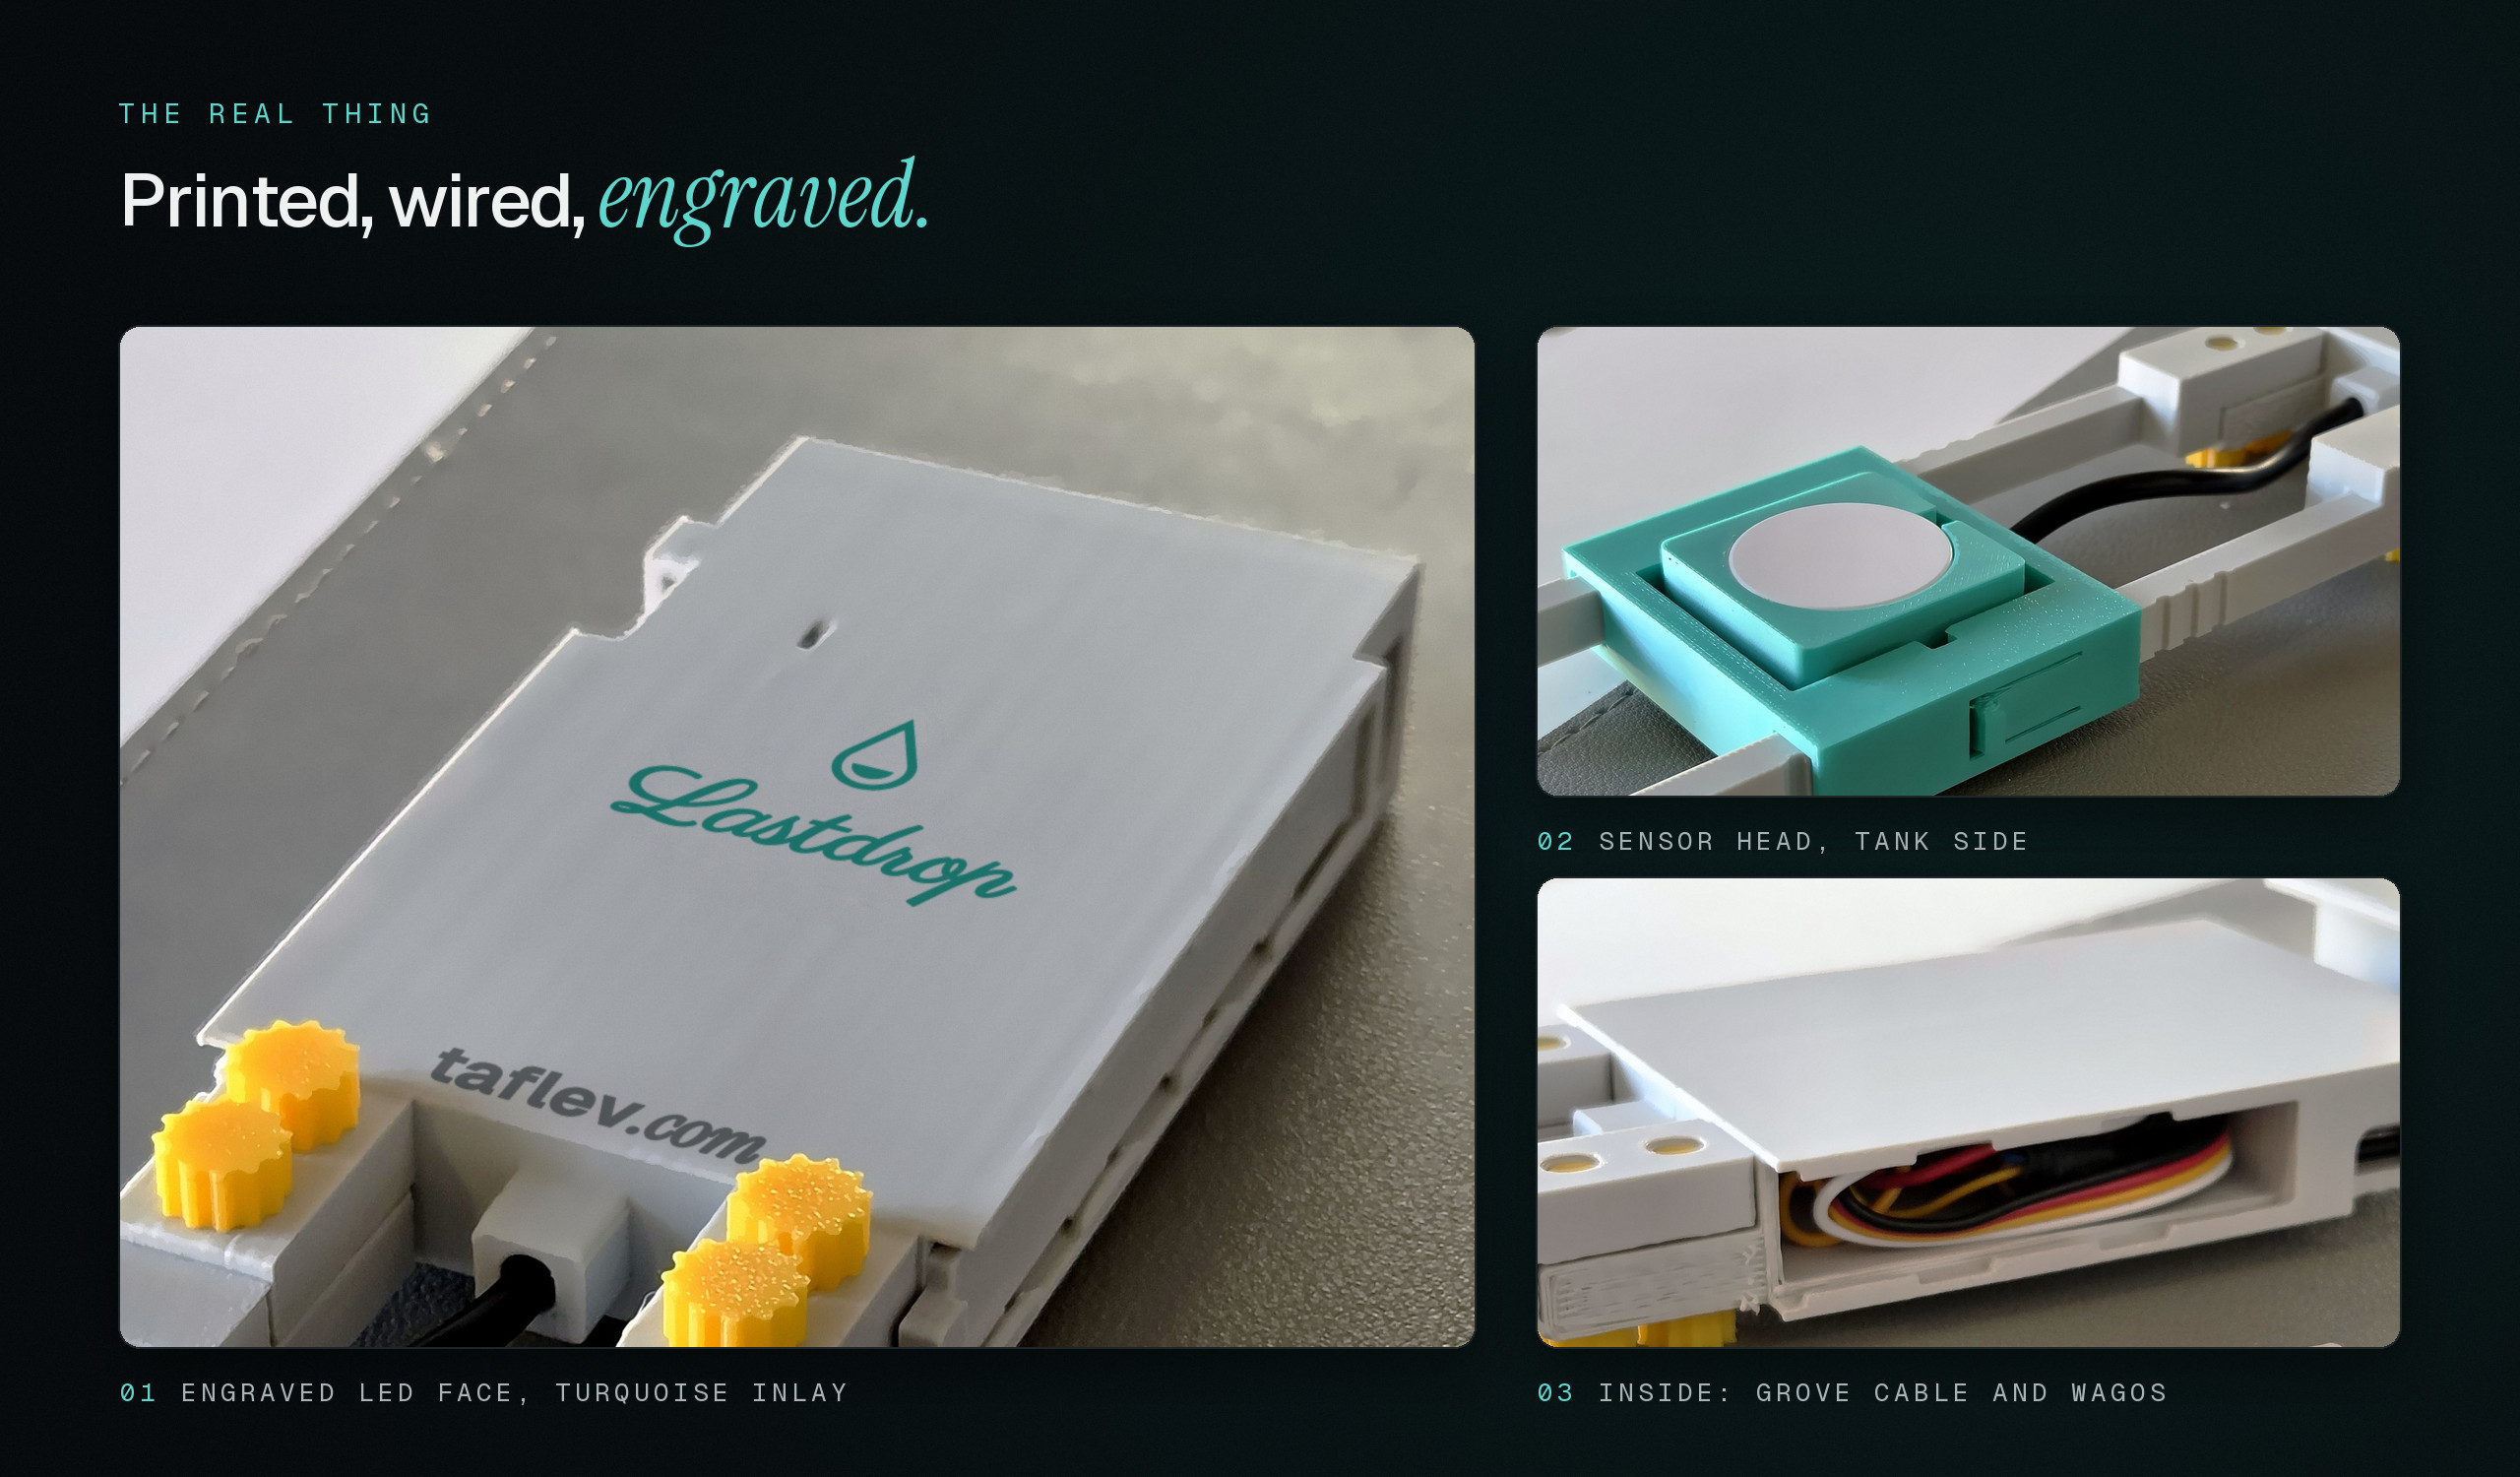 THE REAL THING
Printed, wired, engraved.
Lastdrop
taflev.com
01 ENGRAVED LED FACE, TURQUOISE INLAY
02 SENSOR HEAD, TANK SIDE
03 INSIDE: GROVE CABLE AND WAGOS